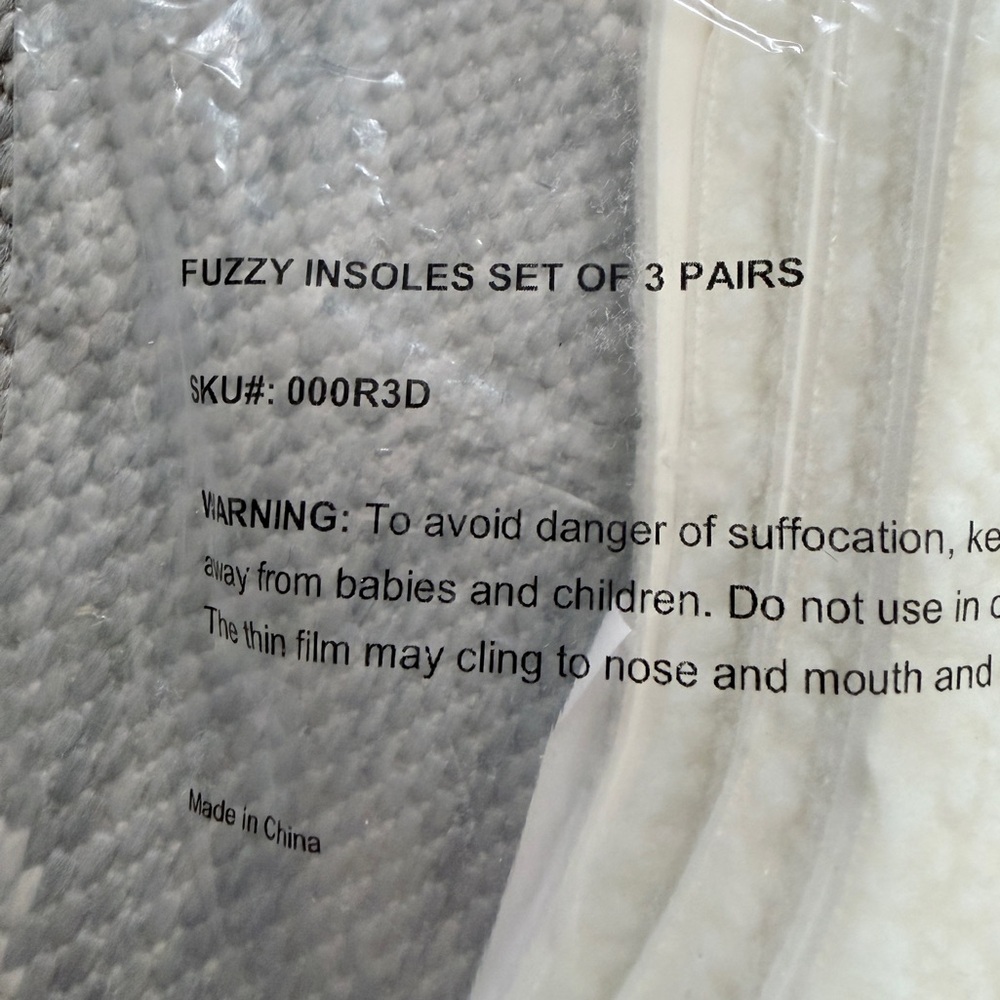 FUZZY INSOLES SET OF 3 PAIRS
SKU#: 000R3D
WARNING: To avoid danger of suffocation, ke
away from babies and children. Do not use in c
The thin film may cling to nose and mouth and
Made in China